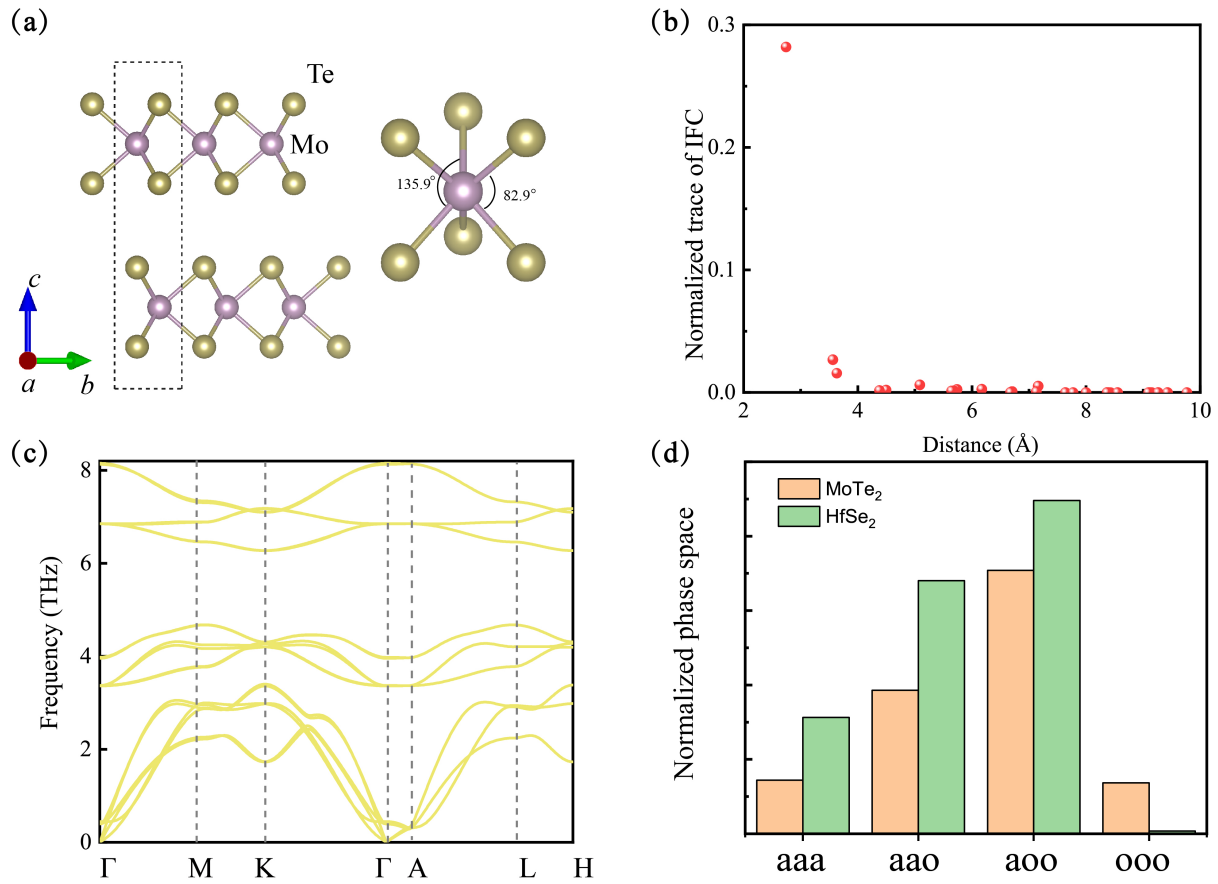 (a)
Te
Mo
135.9°
82.9°
c
a
b
(b)
Normalized trace of IFC
0.3
0.2
0.1
0.0
2
4
6
8
10
Distance (Å)
(c)
Frequency (THz)
8
6
4
2
0
Γ
M
K
Γ
A
L
H
(d)
Normalized phase space
MoTe₂
HfSe₂
aaa
aao
aoo
ooo